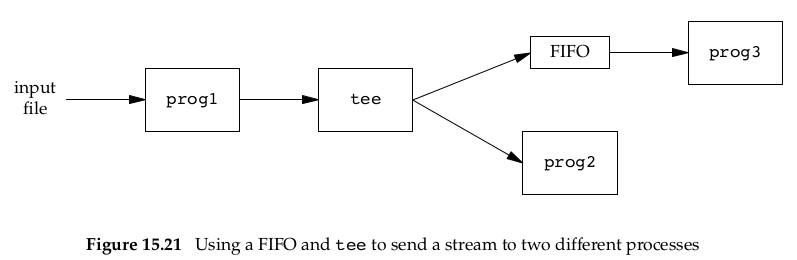 input
file
prog1
tee
FIFO
prog3
prog2
Figure 15.21 Using a FIFO and tee to send a stream to two different processes